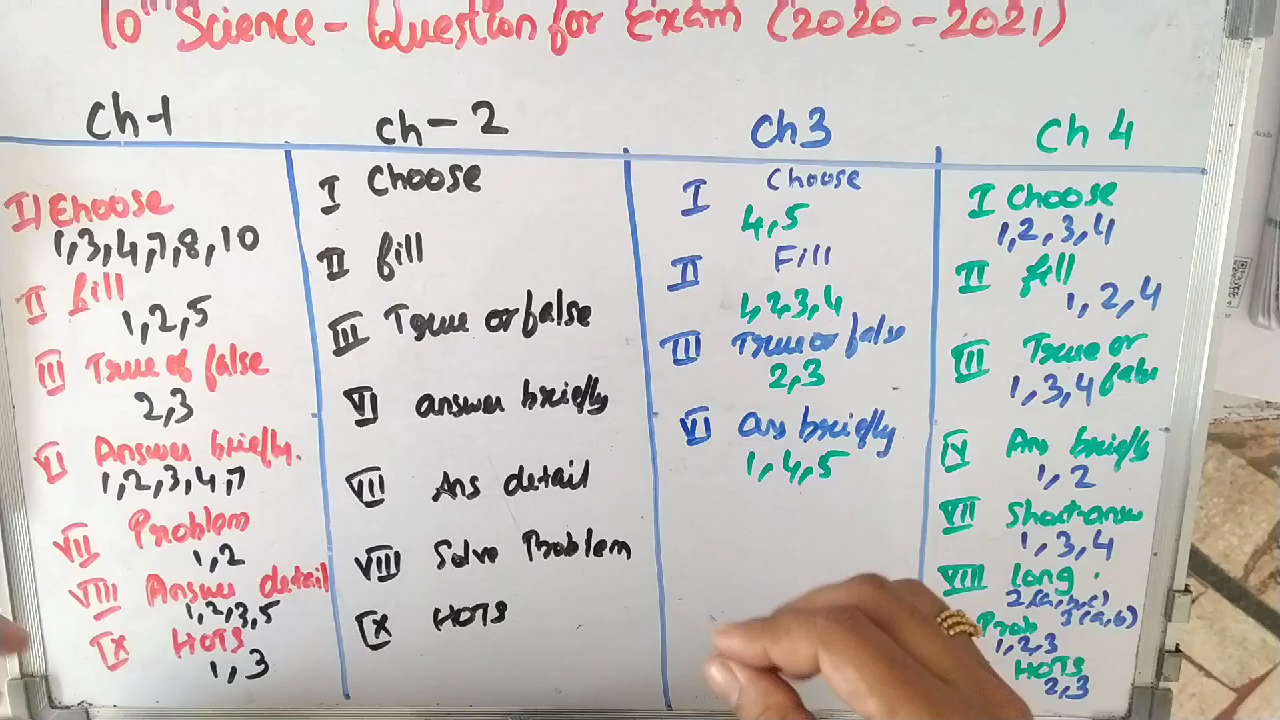 10th Science - Question for Exam (2020 - 2021)
Ch-1
I) Choose
1,3,4,7,8,10
II fill
1,2,5
III True of false
2,3
VI Answer briefly.
1,2,3,4,7
VII Problem
1,2
VIII Answer detail
1,2,3,5
IX HOTS
1,3
Ch-2
I Choose
II fill
III True or false
VI answer briefly
VII Ans detail
VIII Solve Problem
IX HOTS
Ch 3
I Choose
4,5
II Fill
1,2,3,4
III True or false
2,3
VI ans briefly
1,4,5
Ch 4
I Choose
1,2,3,4
II fill
1,2,4
III True or
false
1,3,4
V Ans briefly
1,2
VII Short-answ
1,3,4
VIII long
2(a,b,c)
3(a,b)
Prob
1,2,3
HOTS
2,3